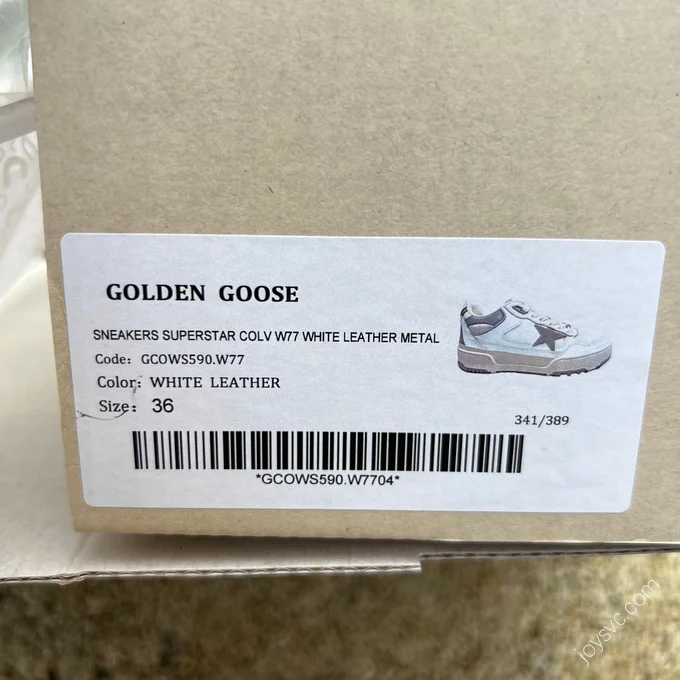 GOLDEN GOOSE
SNEAKERS SUPERSTAR COLV W77 WHITE LEATHER METAL
Code: GCOWS590.W77
Color: WHITE LEATHER
Size: 36
341/389
*GCOWS590.W7704*
joysvc.com